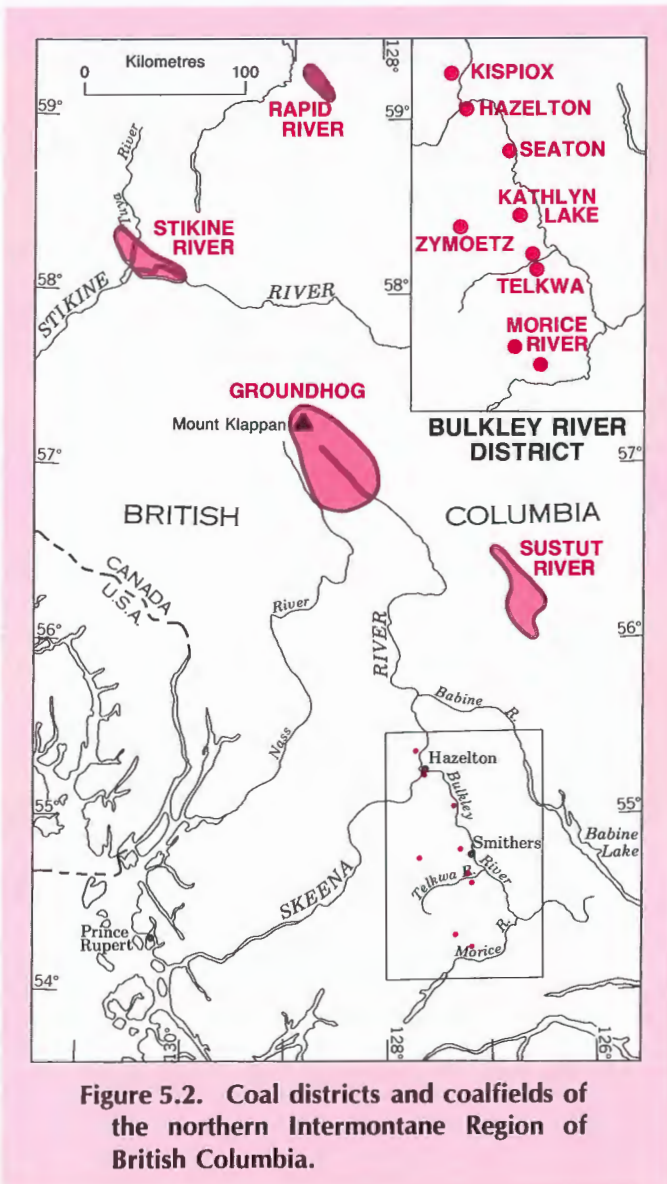 Kilometres
0 100
128°
59°
RAPID
RIVER
59°
KISPIOX
HAZELTON
SEATON
KATHLYN
LAKE
ZYMOETZ
TELKWA
MORICE
RIVER
58°
BULKLEY RIVER
DISTRICT
River
Tuya
STIKINE
RIVER
58°
STIKINE
RIVER
GROUNDHOG
Mount Klappan
57°
57°
BRITISH
COLUMBIA
SUSTUT
RIVER
CANADA
U.S.A.
56°
56°
River
Nass
RIVER
Babine
R.
Hazelton
Bulkley
55°
55°
Smithers
River
Babine
Lake
Telkwa R.
SKEENA
Prince
Rupert
R.
Morice
54°
130°
128°
126°
Figure 5.2. Coal districts and coalfields of
the northern Intermontane Region of
British Columbia.